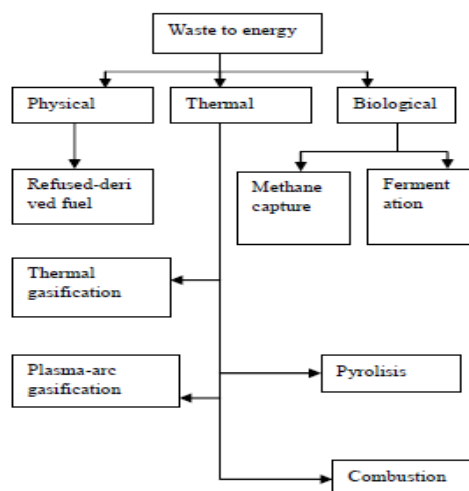 Waste to energy
Physical
Thermal
Biological
Refused-deri
ved fuel
Methane
capture
Ferment
ation
Thermal
gasification
Plasma-arc
gasification
Pyrolisis
Combustion